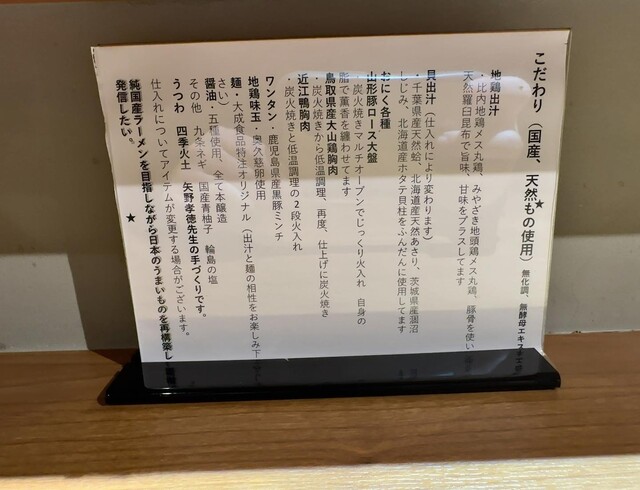 こだわり（国産、天然もの使用）無化調、無酵母エキス
★
地鶏出汁
・比内地鶏メス丸鶏、みやざき地頭鶏メス丸鶏、豚骨を使い
天然羅臼昆布で旨味、甘味をプラスしてます
貝出汁（仕入れにより変わります）
・千葉県産天然蛤、北海道産天然あさり、茨城県産涸沼
しじみ、北海道産ホタテ貝柱をふんだんに使用してます
おにく各種
山形豚ロース大盤
・炭火焼きマルチオーブンでじっくり火入れ　自身の
脂で薫香を纏わせてます
鳥取県産大山鶏胸肉
・炭火焼きから低温調理、再度、仕上げに炭火焼き
近江鴨胸肉
・炭火焼きと低温調理の２段火入れ
ワンタン・鹿児島県産黒豚ミンチ
地鶏味玉・奥久慈卵使用
麺・大成食品特注オリジナル（出汁と麺の相性をお楽しみ下
さい）
醤油・五種使用、全て本醸造
その他　九条ネギ　国産青柚子　輪島の塩
うつわ　四季火土　矢野孝徳先生の手づくりです。
仕入れについてアイテムが変更する場合がございます。
★
純国産ラーメンを目指しながら日本のうまいものを再構築し
発信したい。